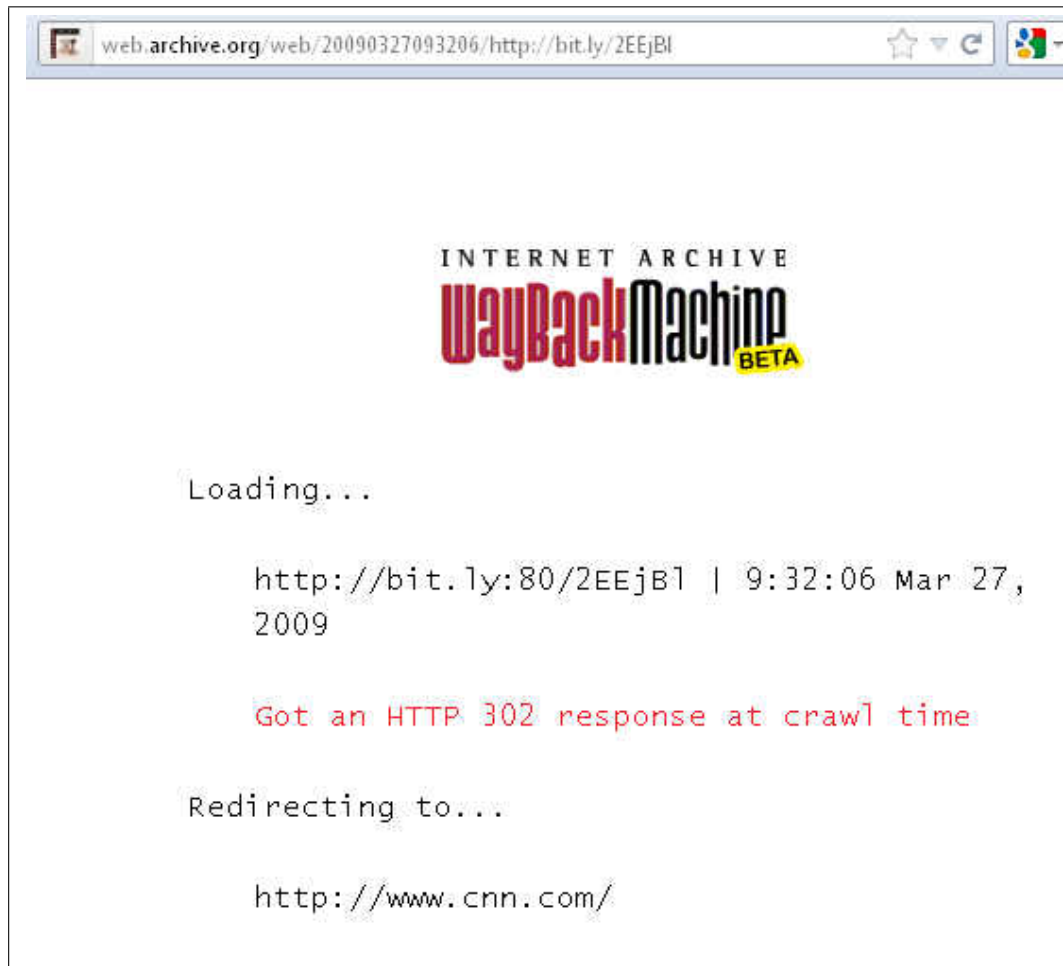 web.archive.org/web/20090327093206/http://bit.ly/2EEjBl
INTERNET ARCHIVE
WayBackMachine
BETA
Loading...
http://bit.ly:80/2EEjBl | 9:32:06 Mar 27,
2009
Got an HTTP 302 response at crawl time
Redirecting to...
http://www.cnn.com/